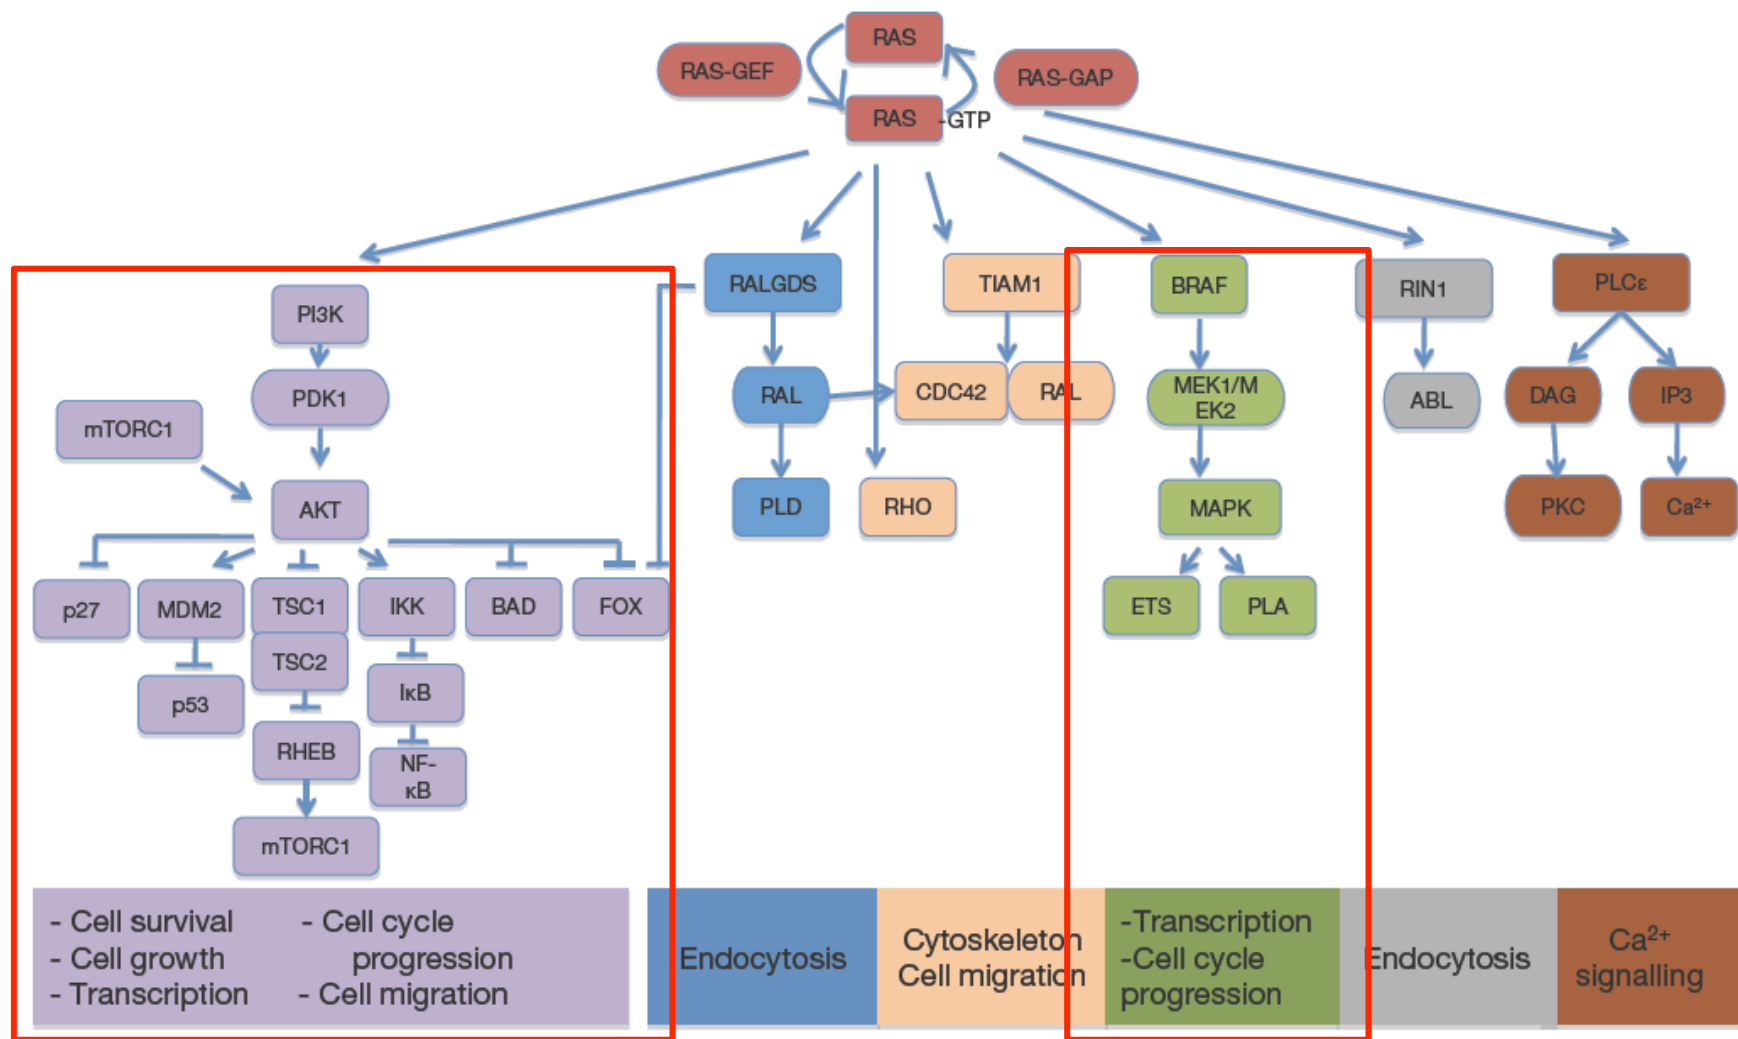 RAS
RAS-GEF
RAS-GAP
RAS
-GTP
PI3K
PDK1
mTORC1
AKT
p27
MDM2
TSC1
IKK
BAD
FOX
TSC2
p53
IκB
RHEB
NF-
κB
mTORC1
RALGDS
RAL
PLD
TIAM1
CDC42
RAL
RHO
BRAF
MEK1/M
EK2
MAPK
ETS
PLA
RIN1
ABL
PLCε
DAG
IP3
PKC
Ca²⁺
- Cell survival
- Cell growth
- Transcription
- Cell cycle
progression
- Cell migration
Endocytosis
Cytoskeleton
Cell migration
-Transcription
-Cell cycle
progression
Endocytosis
Ca²⁺
signalling